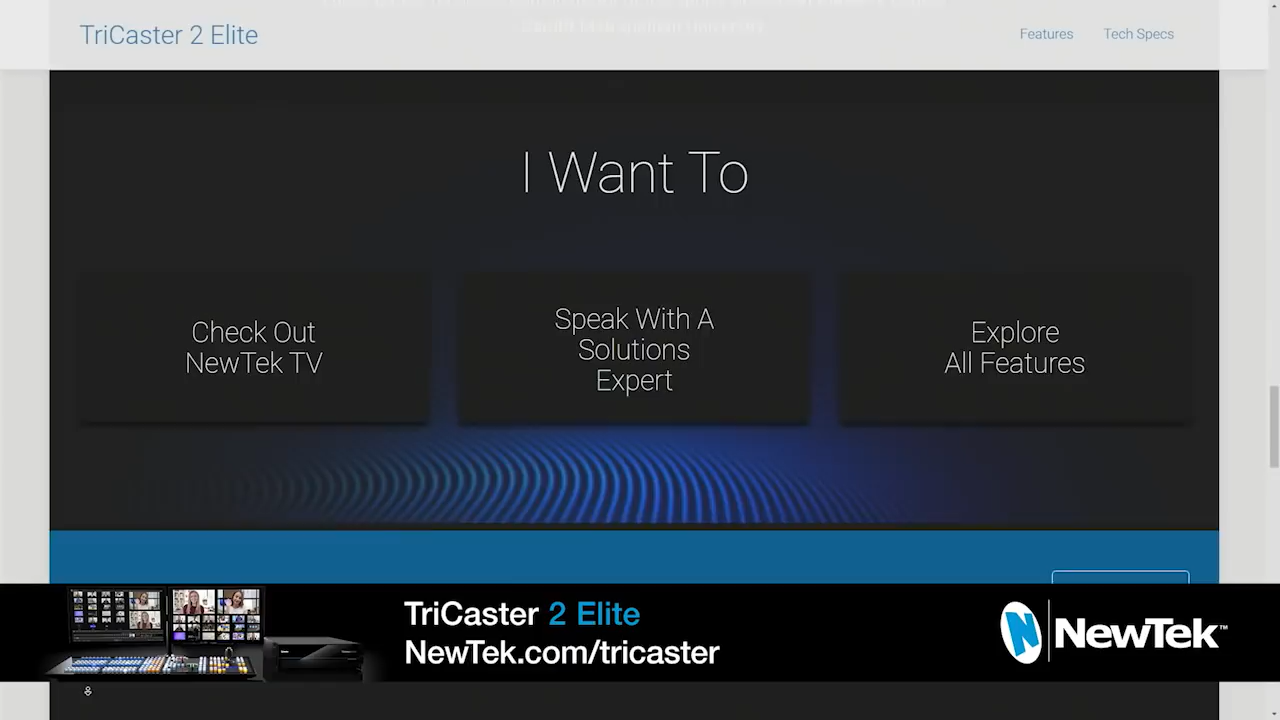 TriCaster 2 Elite
Features
Tech Specs
I Want To
Check Out
NewTek TV
Speak With A
Solutions
Expert
Explore
All Features
TriCaster 2 Elite
NewTek.com/tricaster
NewTek™